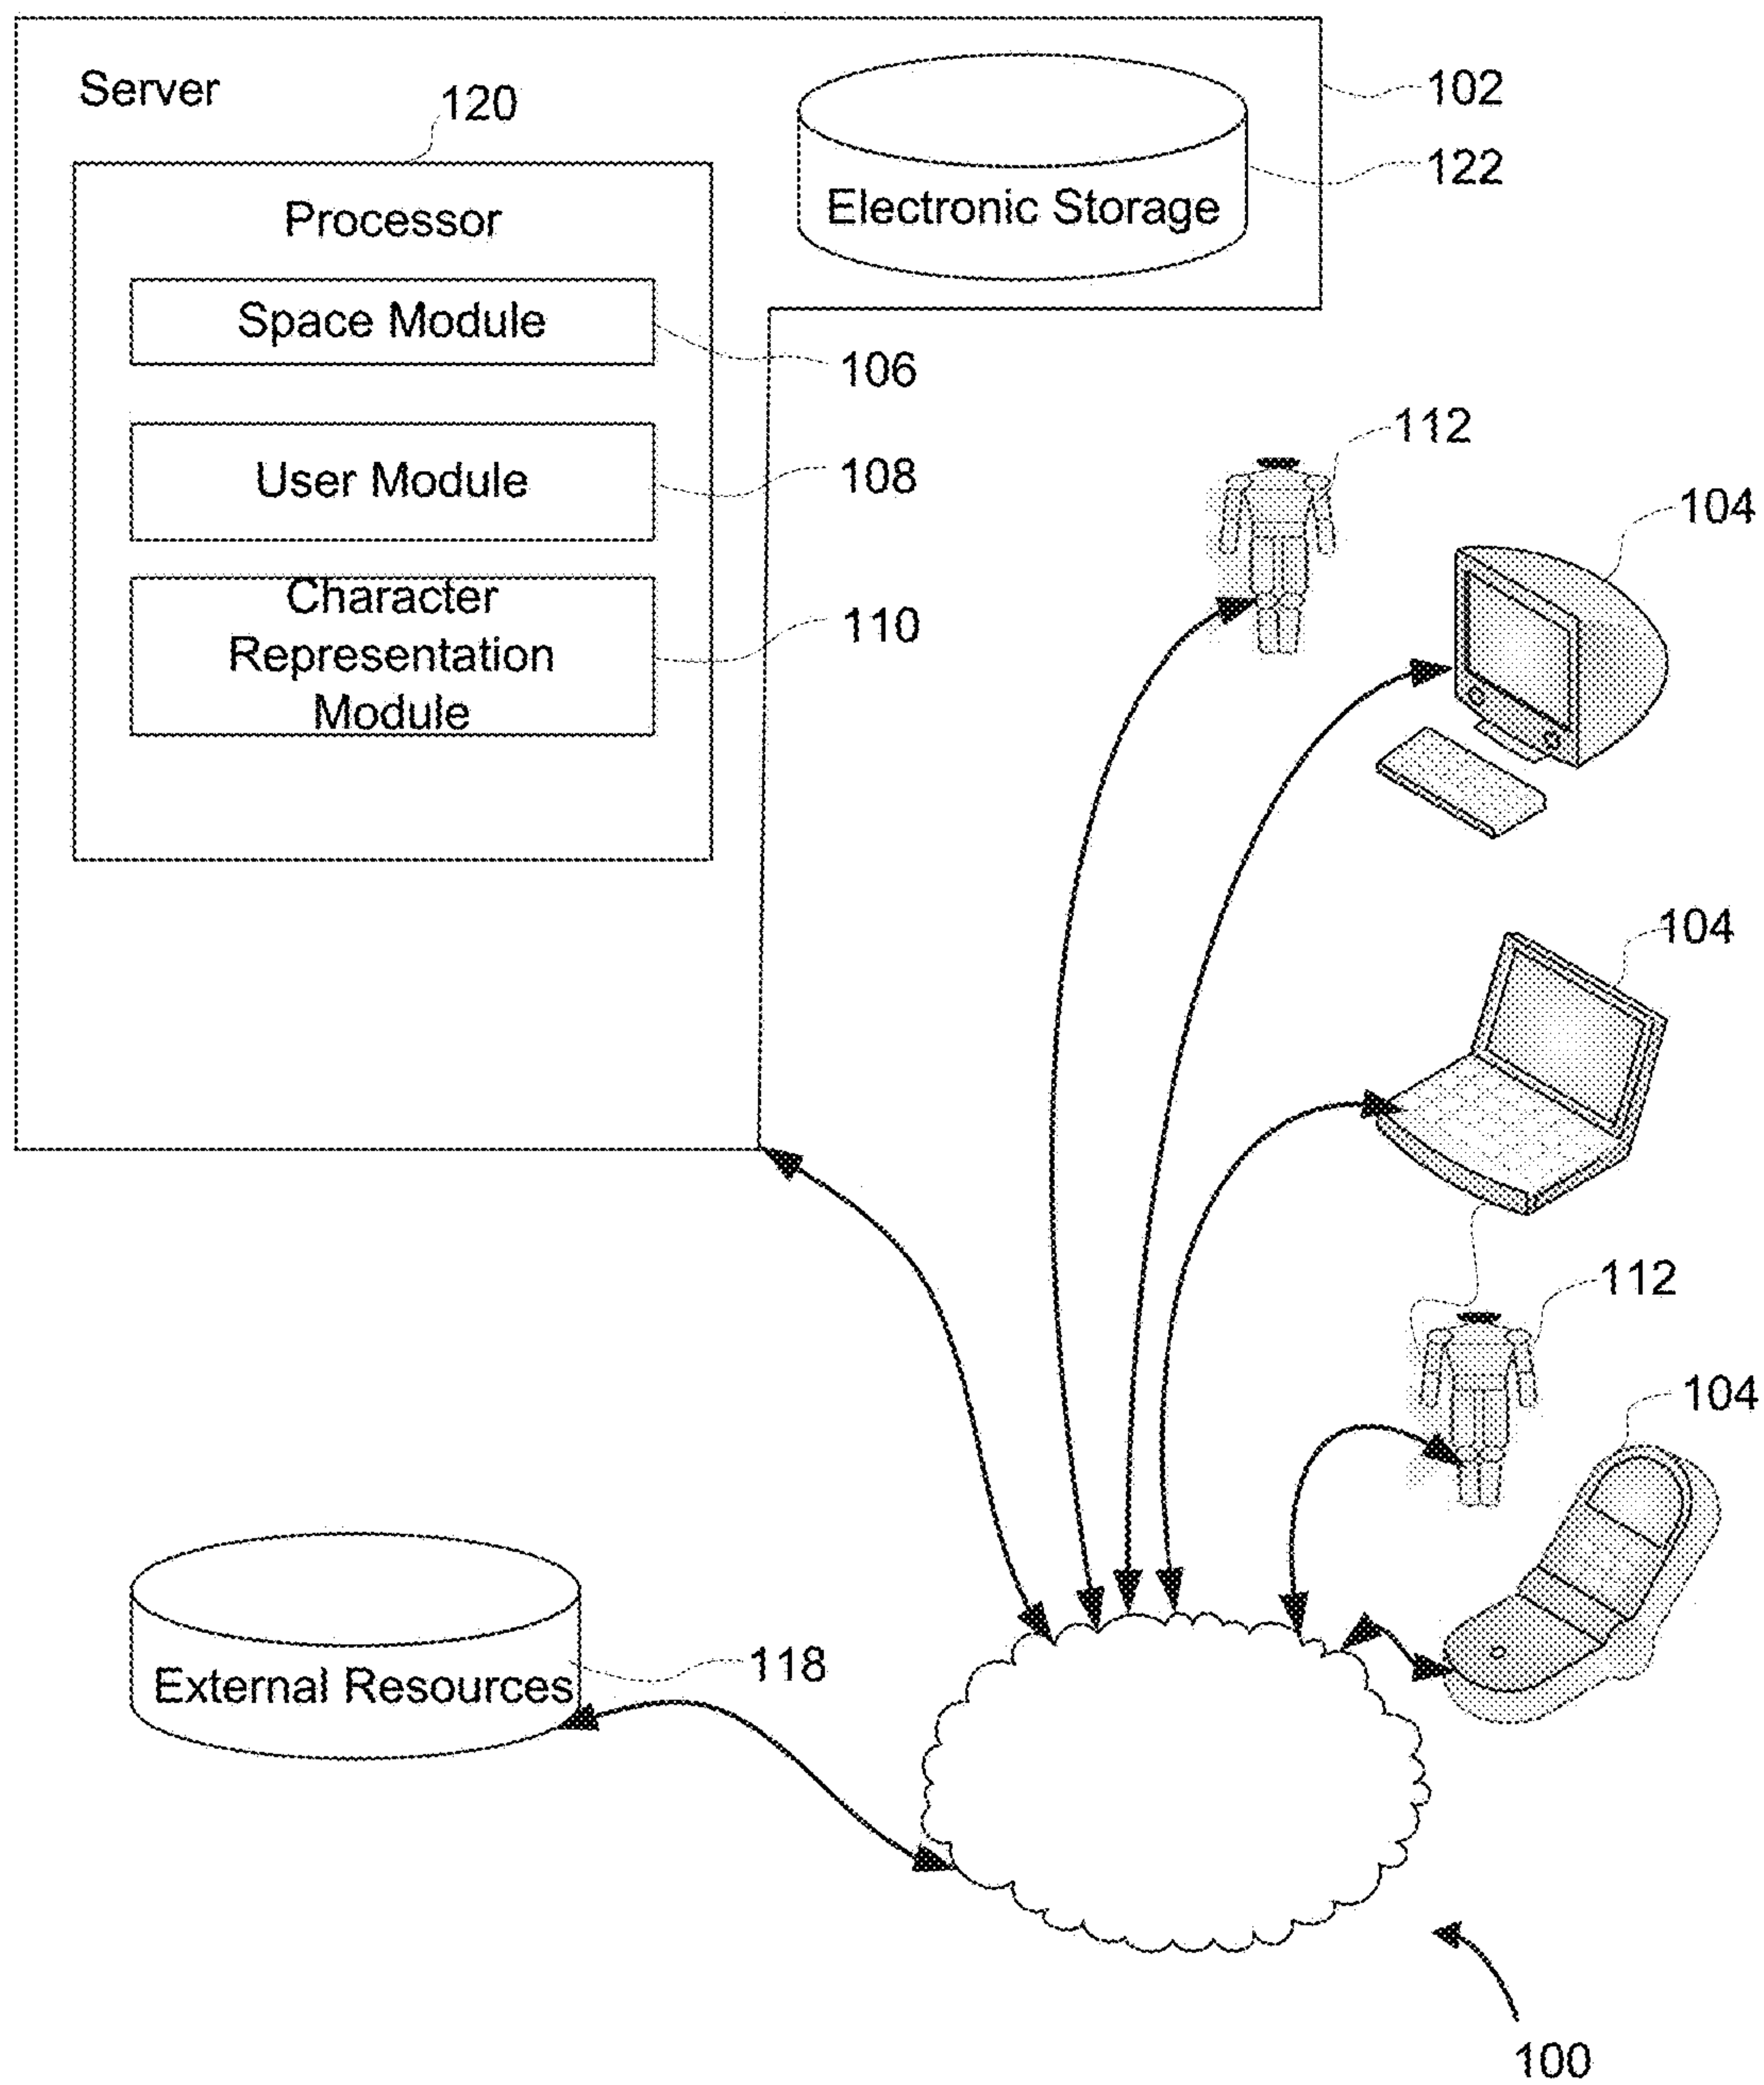 Server
120
102
122
Electronic Storage
Processor
Space Module
106
User Module
108
Character
Representation
Module
110
112
104
104
112
104
External Resources
118
100